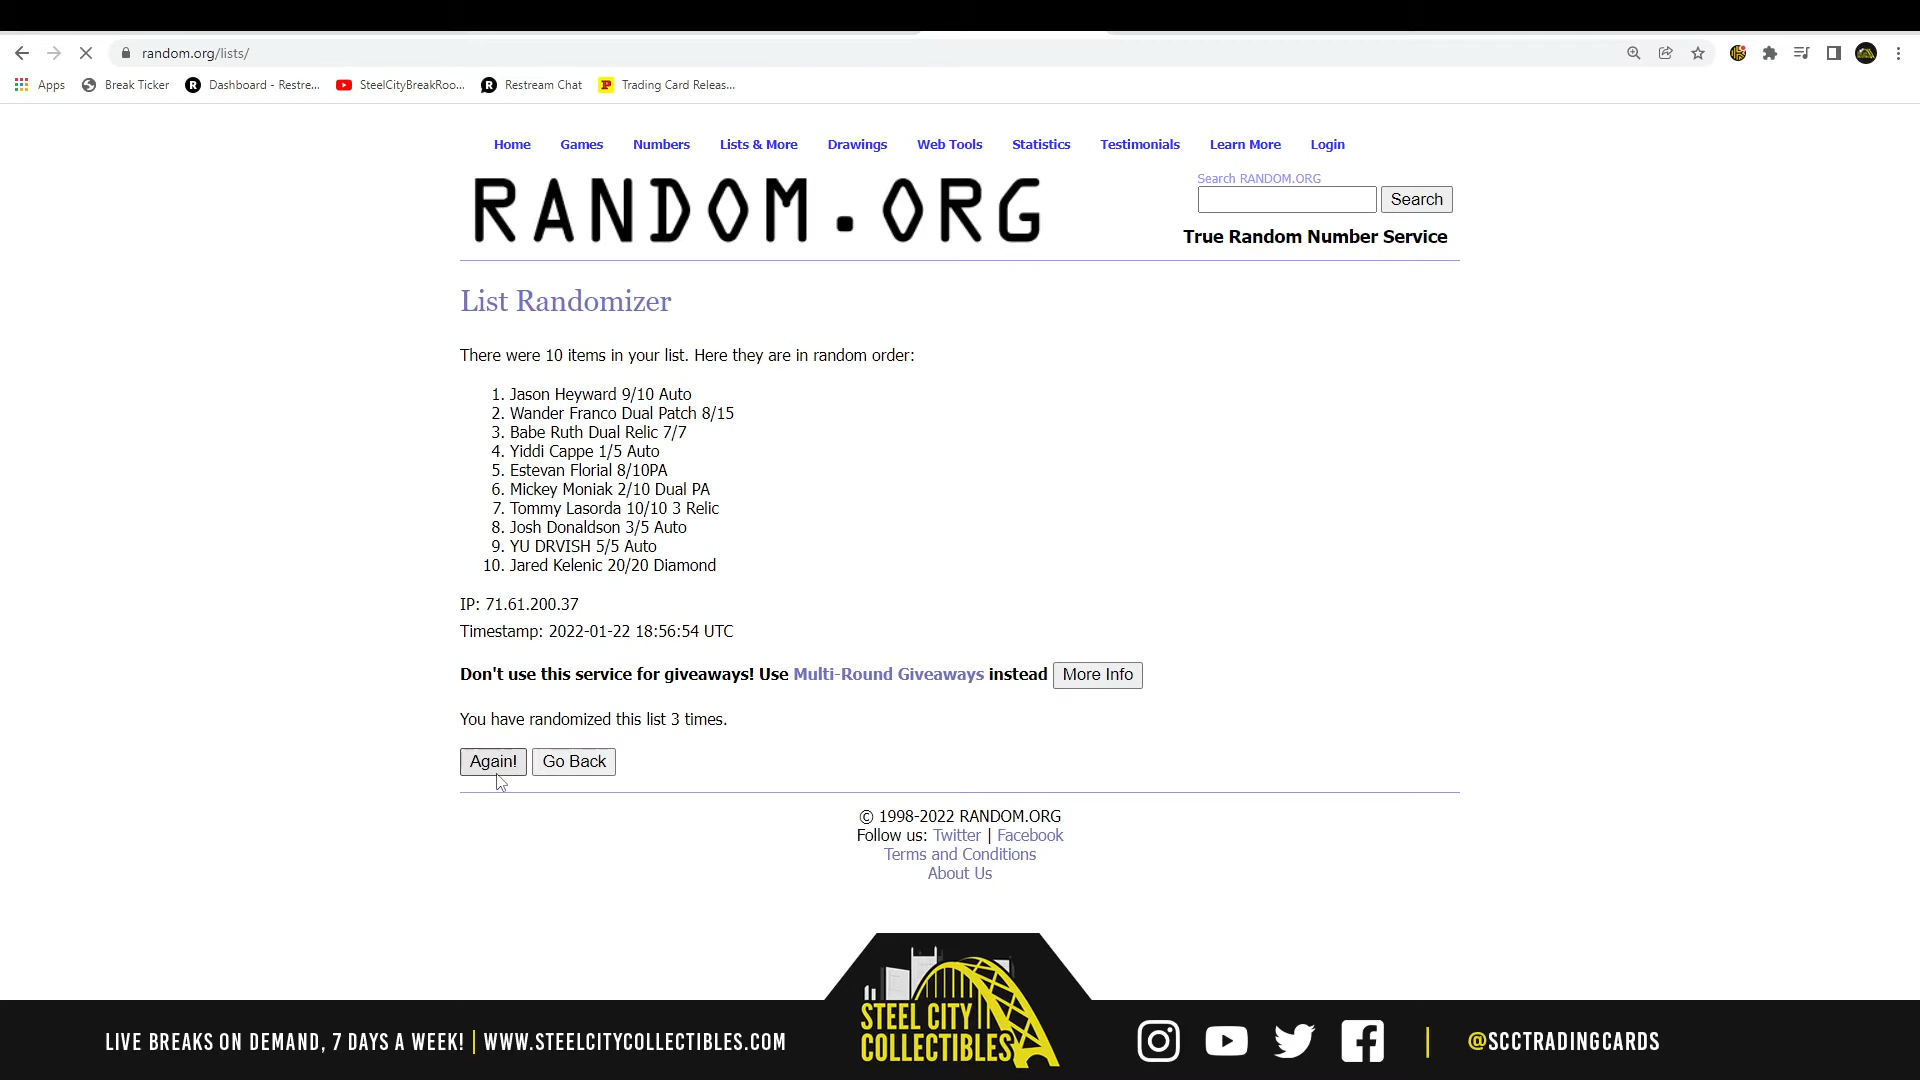 random.org/lists/
Apps Break Ticker Dashboard - Restre... SteelCityBreakRoo... Restream Chat Trading Card Releas...
Home Games Numbers Lists & More Drawings Web Tools Statistics Testimonials Learn More Login
RANDOM.ORG
Search RANDOM.ORG
Search
True Random Number Service
List Randomizer
There were 10 items in your list. Here they are in random order:
1. Jason Heyward 9/10 Auto
2. Wander Franco Dual Patch 8/15
3. Babe Ruth Dual Relic 7/7
4. Yiddi Cappe 1/5 Auto
5. Estevan Florial 8/10PA
6. Mickey Moniak 2/10 Dual PA
7. Tommy Lasorda 10/10 3 Relic
8. Josh Donaldson 3/5 Auto
9. YU DRVISH 5/5 Auto
10. Jared Kelenic 20/20 Diamond
IP: 71.61.200.37
Timestamp: 2022-01-22 18:56:54 UTC
Don't use this service for giveaways! Use Multi-Round Giveaways instead More Info
You have randomized this list 3 times.
Again! Go Back
© 1998-2022 RANDOM.ORG
Follow us: Twitter | Facebook
Terms and Conditions
About Us
LIVE BREAKS ON DEMAND, 7 DAYS A WEEK! | WWW.STEELCITYCOLLECTIBLES.COM
STEEL CITY
COLLECTIBLES
| @SCCTRADINGCARDS